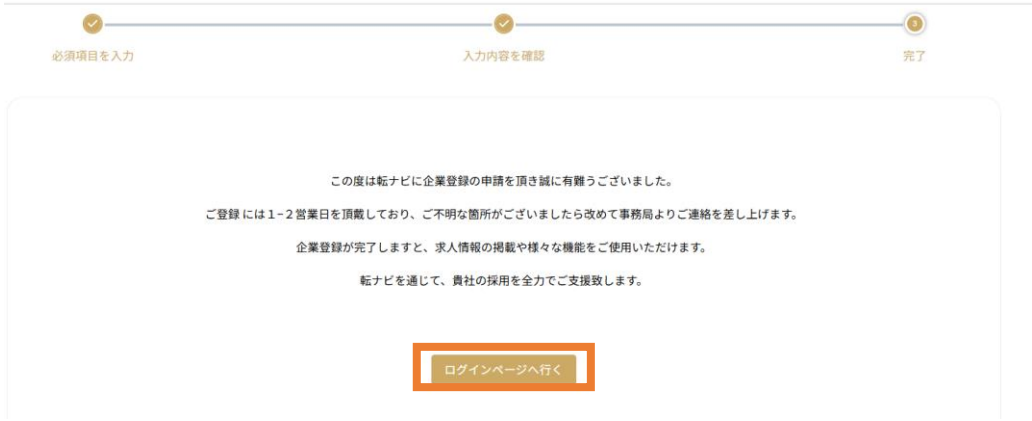 3
必須項目を入力
入力内容を確認
完了
この度は転ナビに企業登録の申請を頂き誠に有難うございました。
ご登録 には１−２営業日を頂戴しており、ご不明な箇所がございましたら改めて事務局よりご連絡を差し上げます。
企業登録が完了しますと、求人情報の掲載や様々な機能をご使用いただけます。
転ナビを通じて、貴社の採用を全力でご支援致します。
ログインページへ行く